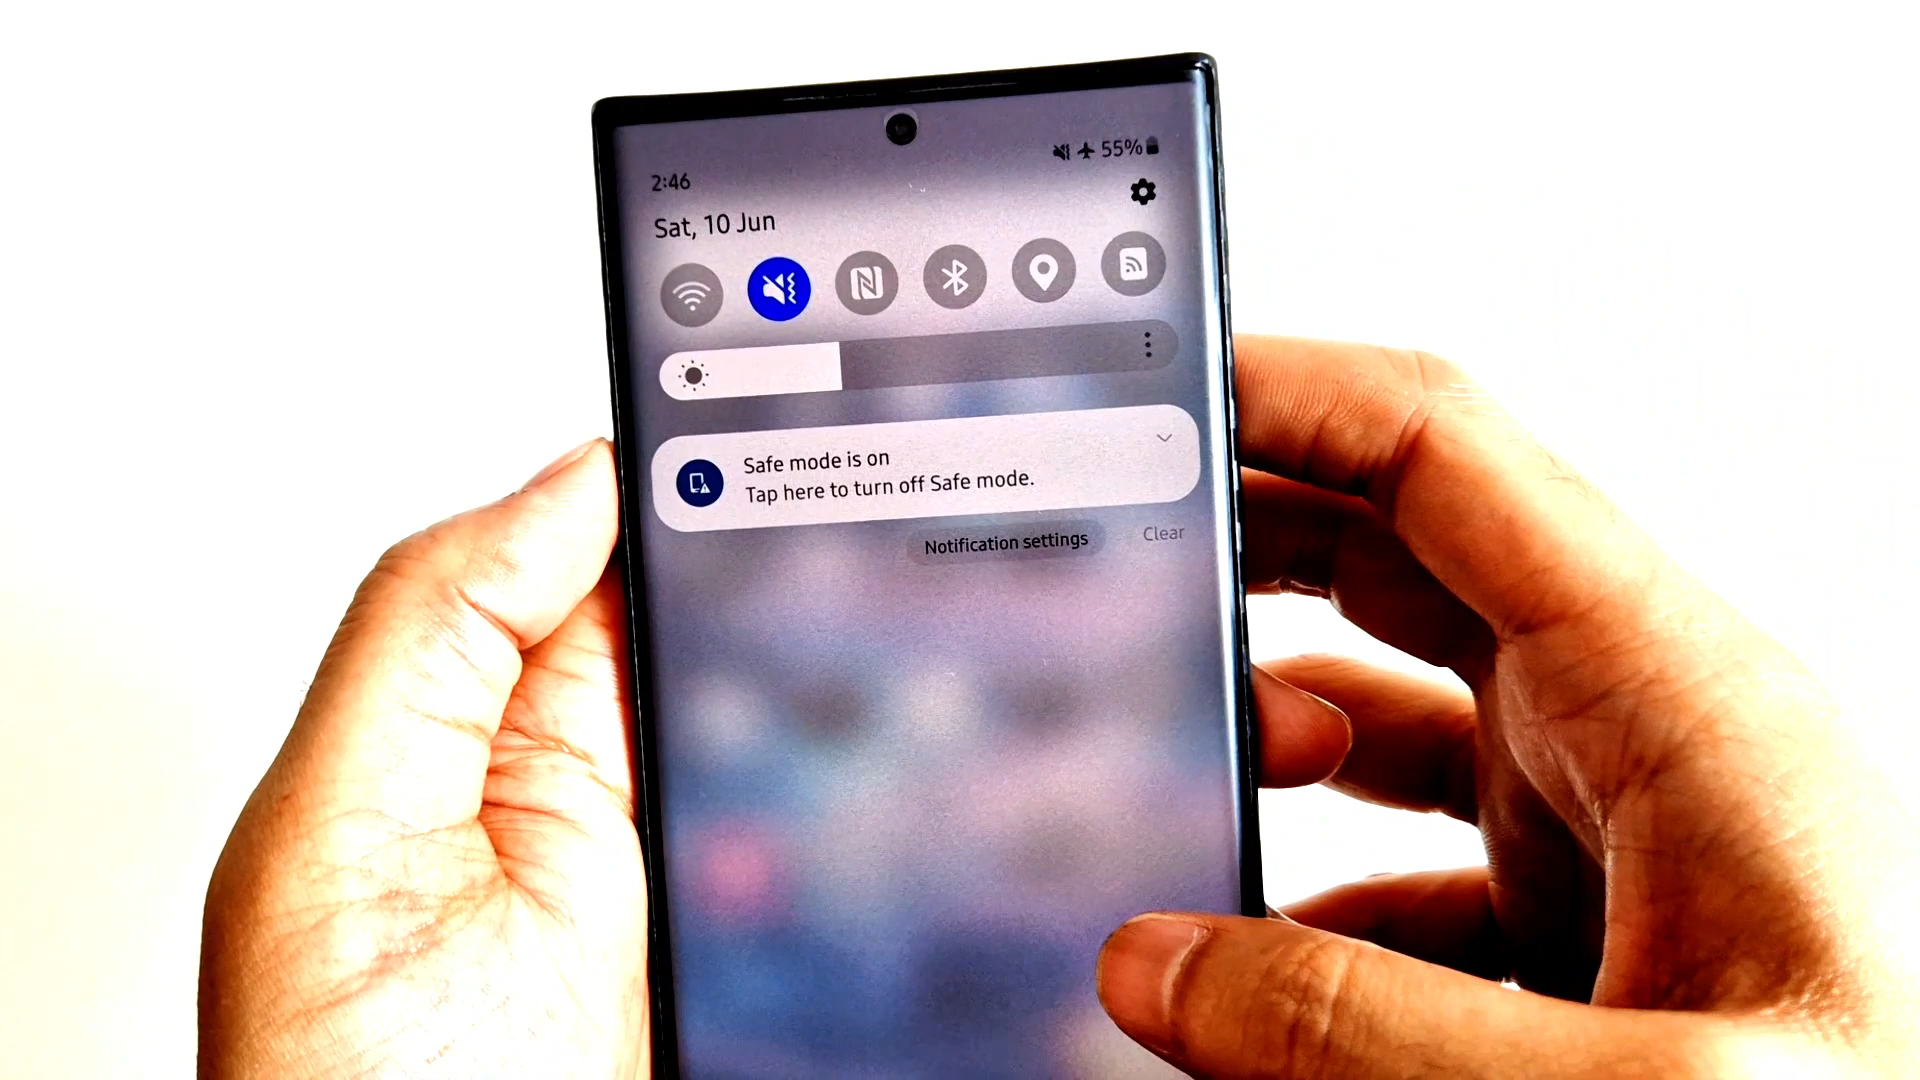 2:46
55%
Sat, 10 Jun
Safe mode is on
Tap here to turn off Safe mode.
Notification settings
Clear